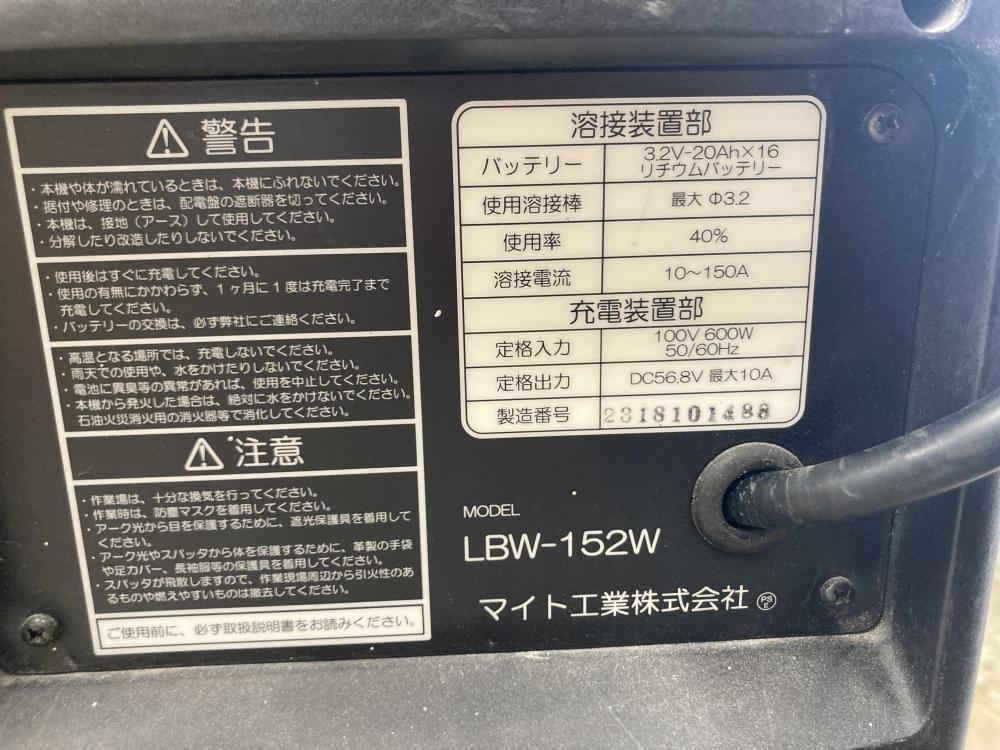 警告
・本機や体が濡れているときは、本機にふれないでください。
・据付や修理のときは、配電盤の遮断器を切ってください。
・本機は、接地（アース）して使用してください。
・分解したり改造したりしないでください。
・使用後はすぐに充電してください。
・使用の有無にかかわらず、１ヶ月に１度は充電完了まで
充電してください。
・バッテリーの交換は、必ず弊社にご連絡ください。
・高温となる場所では、充電しないでください。
・雨天での使用や、水をかけたりしないでください。
・電池に異臭等の異常があれば、使用を中止してください。
・本機から発火した場合は、絶対に水をかけないでください。
石油火災消火用の消火器等で消化してください。
注意
・作業場は、十分な換気を行ってください。
・作業時は、防塵マスクを着用してください。
・アーク光から目を保護するために、遮光保護具を着用して
ください。
・アーク光やスパッタから体を保護するために、革製の手袋
や足カバー、長袖服等の保護具を着用してください。
・スパッタが飛散しますので、作業現場周辺から引火性のあ
るものや燃えやすいものは撤去してください。
ご使用前に、必ず取扱説明書をお読みください。
溶接装置部
バッテリー 3.2V-20Ah×16
リチウムバッテリー
使用溶接棒 最大 Φ3.2
使用率 40%
溶接電流 10〜150A
充電装置部
定格入力 100V 600W
50/60Hz
定格出力 DC56.8V 最大10A
製造番号 2318101488
MODEL
LBW-152W
マイト工業株式会社 PSE